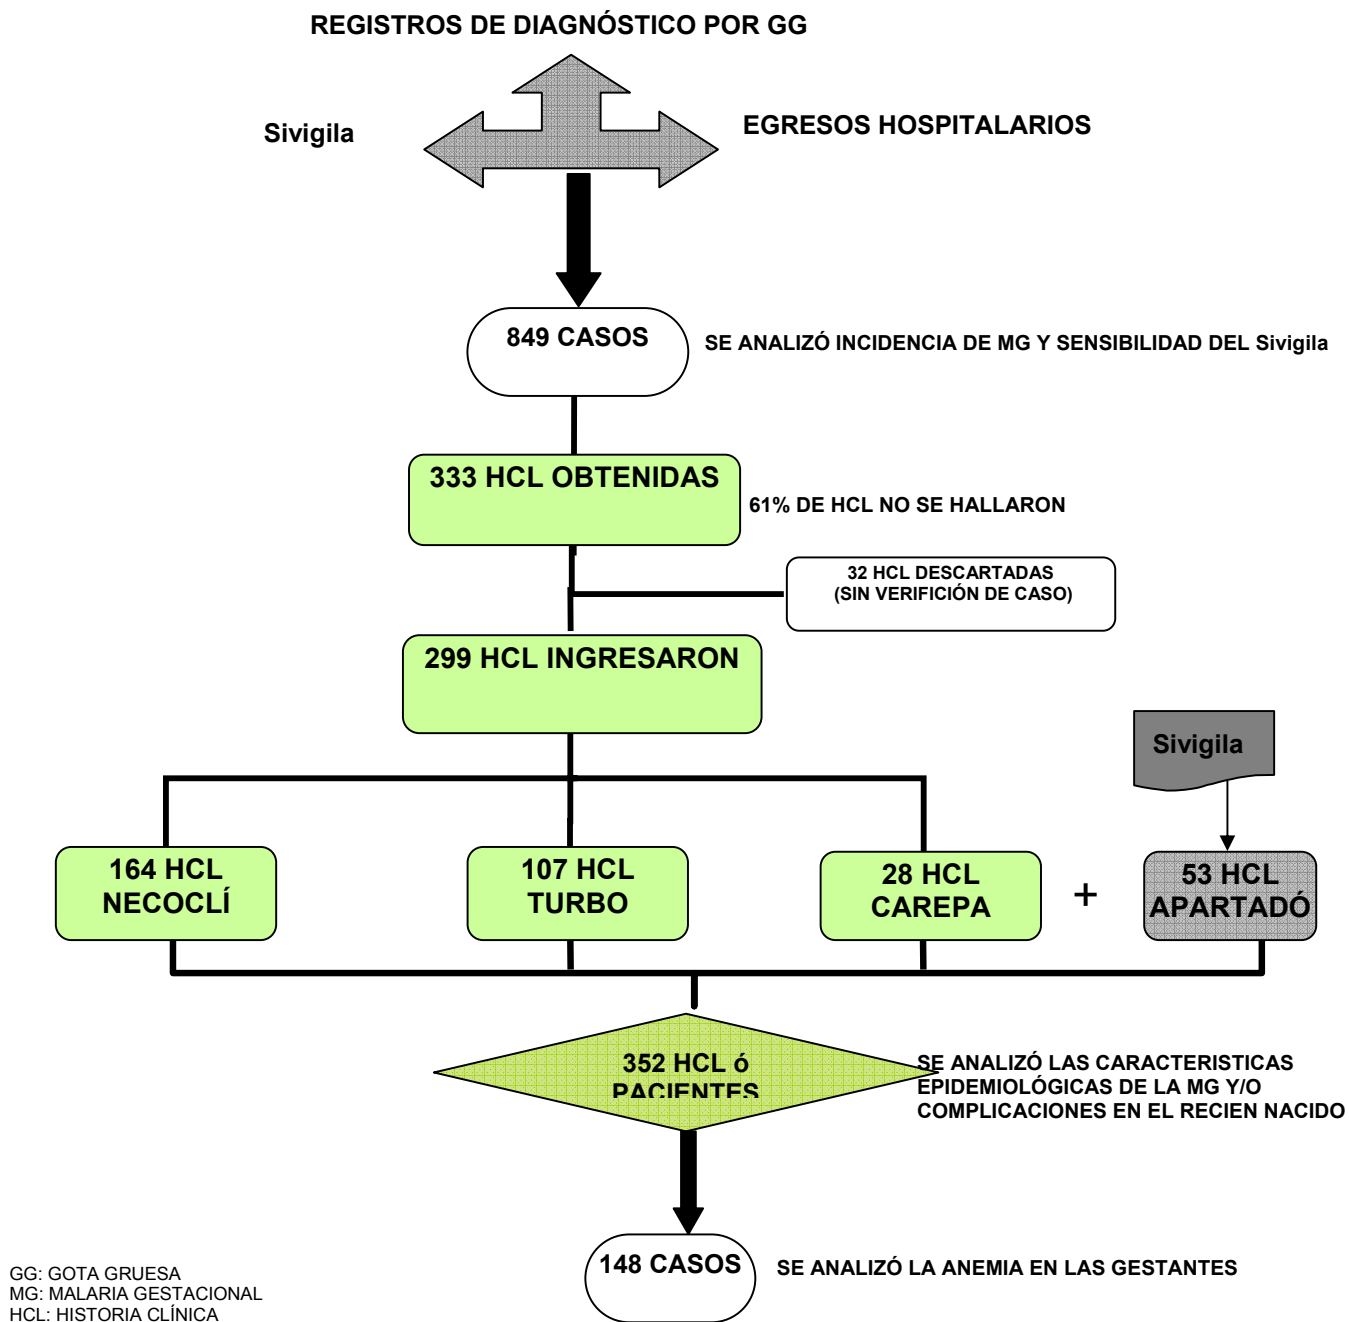 REGISTROS DE DIAGNÓSTICO POR GG
Sivigila
EGRESOS HOSPITALARIOS
849 CASOS
SE ANALIZÓ INCIDENCIA DE MG Y SENSIBILIDAD DEL Sivigila
333 HCL OBTENIDAS
61% DE HCL NO SE HALLARON
32 HCL DESCARTADAS
(SIN VERIFICIÓN DE CASO)
299 HCL INGRESARON
Sivigila
164 HCL
NECOCLÍ
107 HCL
TURBO
28 HCL
CAREPA
+
53 HCL
APARTADÓ
352 HCL ó
PACIENTES
SE ANALIZÓ LAS CARACTERISTICAS
EPIDEMIOLÓGICAS DE LA MG Y/O
COMPLICACIONES EN EL RECIEN NACIDO
148 CASOS
SE ANALIZÓ LA ANEMIA EN LAS GESTANTES
GG: GOTA GRUESA
MG: MALARIA GESTACIONAL
HCL: HISTORIA CLÍNICA